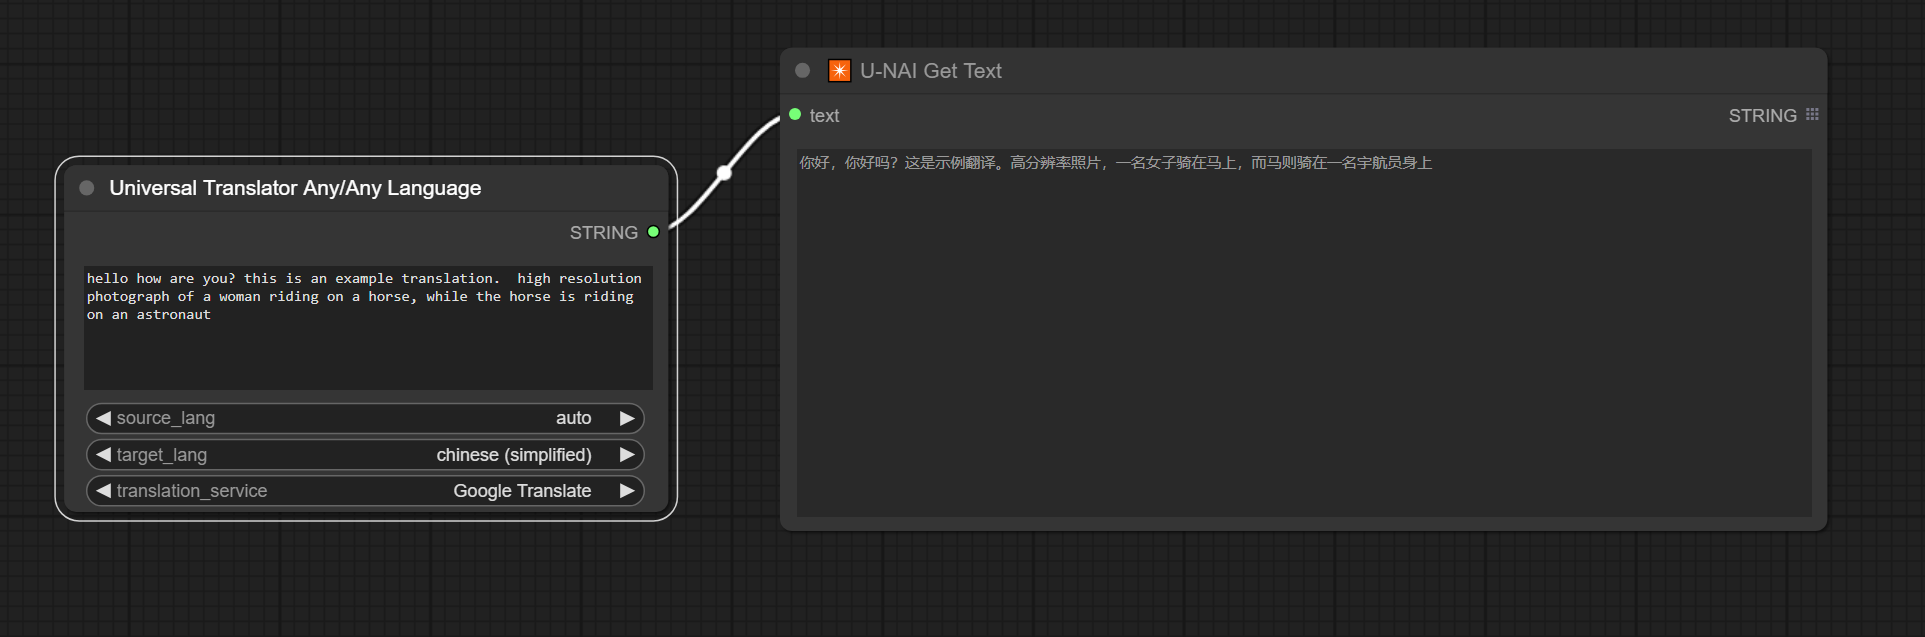 Universal Translator Any/Any Language
STRING
hello how are you? this is an example translation.  high resolution
photograph of a woman riding on a horse, while the horse is riding
on an astronaut
source_lang auto
target_lang chinese (simplified)
translation_service Google Translate
U-NAI Get Text
text STRING
你好，你好吗？这是示例翻译。高分辨率照片，一名女子骑在马上，而马则骑在一名宇航员身上